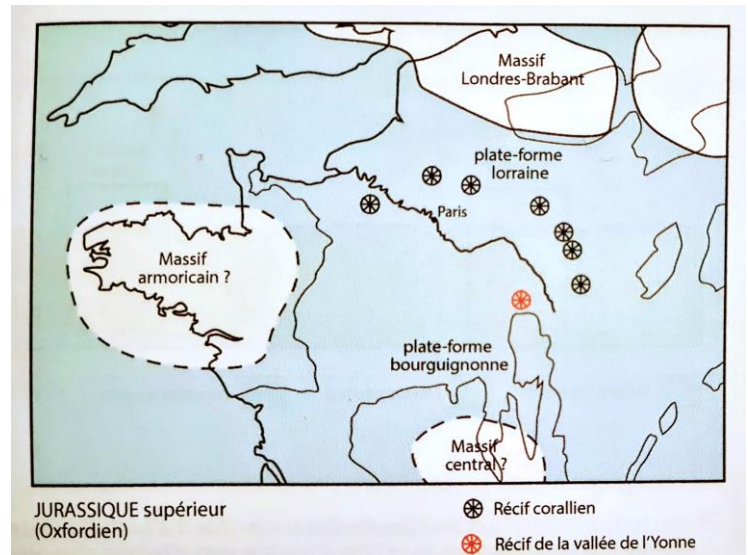 Massif
Londres-Brabant
plate-forme
lorraine
Paris
Massif
armoricain ?
plate-forme
bourguignonne
Massif
central ?
JURASSIQUE supérieur
(Oxfordien)
Récif corallien
Récif de la vallée de l'Yonne